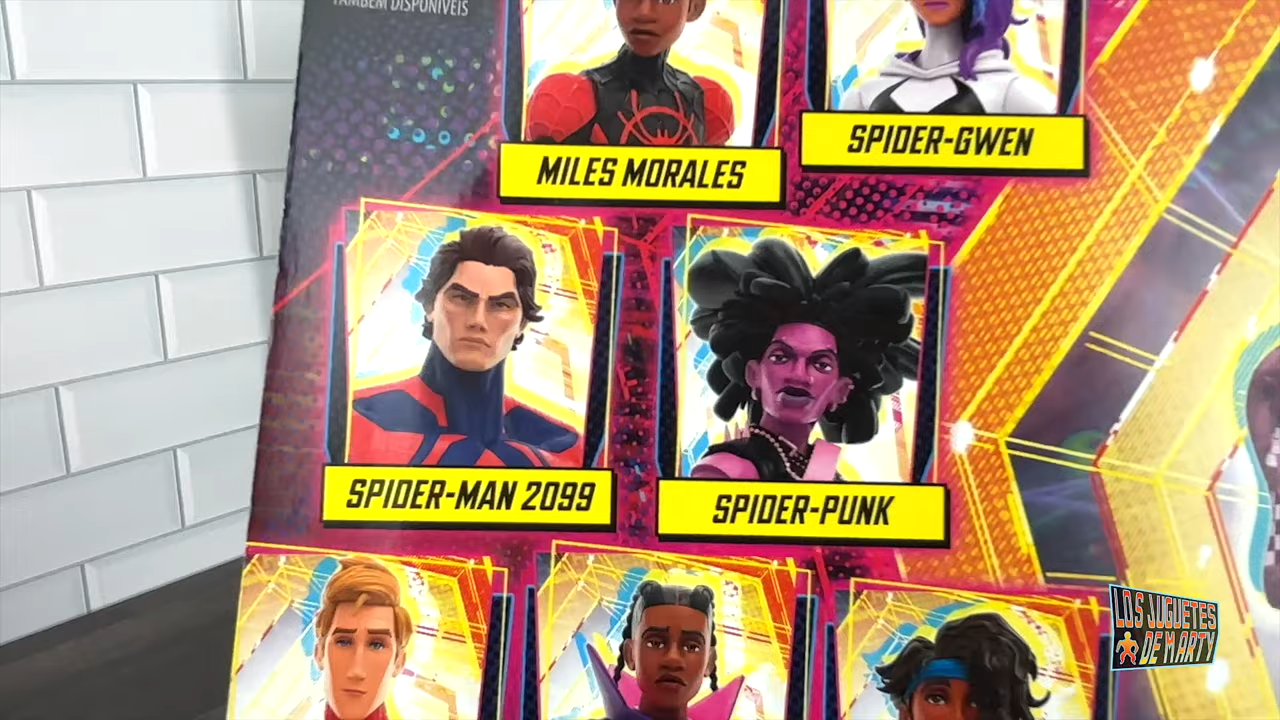 TAMBÉM DISPONÍVEIS
MILES MORALES
SPIDER-GWEN
SPIDER-MAN 2099
SPIDER-PUNK
LOS JUGUETES
DE MARTY